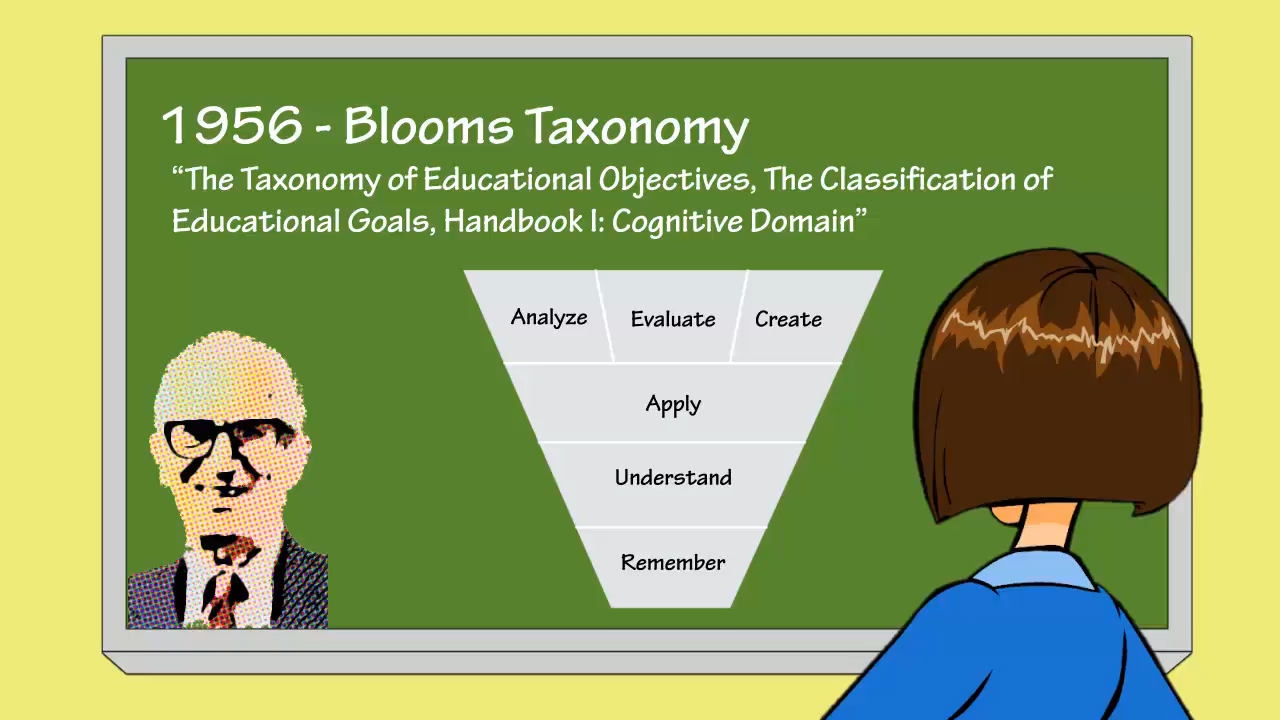 1956 - Blooms Taxonomy
“The Taxonomy of Educational Objectives, The Classification of
Educational Goals, Handbook I: Cognitive Domain”
Analyze
Evaluate
Create
Apply
Understand
Remember